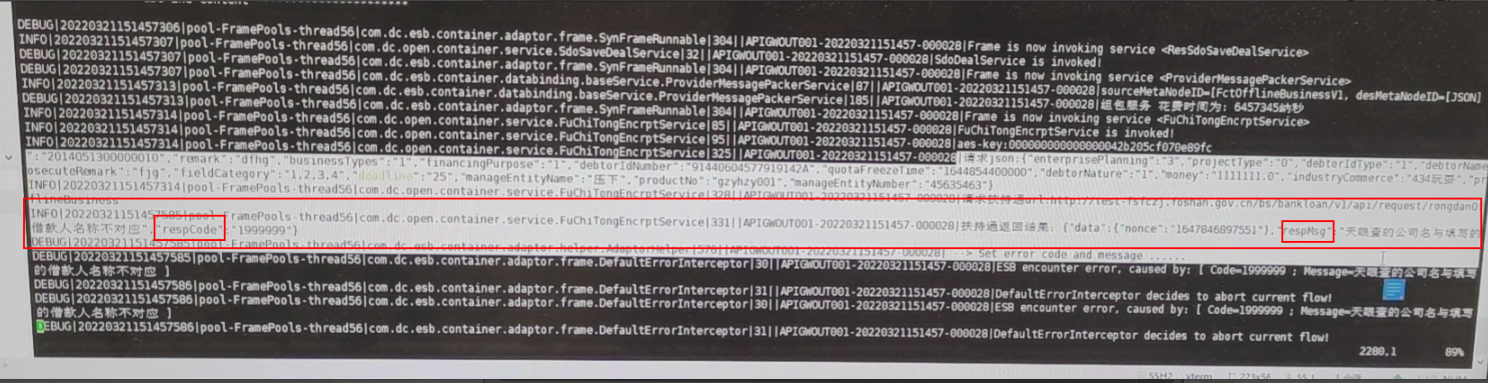 DEBUG|20220321151457306|pool-FramePools-thread56|com.dc.esb.container.adaptor.frame.SynFrameRunnable|304||APIGWOUT001-20220321151457-000028|Frame is now invoking service <ResSdoSaveDealService>
INFO|20220321151457307|pool-FramePools-thread56|com.dc.open.container.service.SdoSaveDealService|32||APIGWOUT001-20220321151457-000028|SdoDealService is invoked!
DEBUG|20220321151457307|pool-FramePools-thread56|com.dc.esb.container.adaptor.frame.SynFrameRunnable|304||APIGWOUT001-20220321151457-000028|Frame is now invoking service <ProviderMessagePackerService>
DEBUG|20220321151457307|pool-FramePools-thread56|com.dc.esb.container.databinding.baseService.ProviderMessagePackerService|87||APIGWOUT001-20220321151457-000028|sourceMetaNodeID=[FctOfflineBusinessV1, desMetaNodeID=[JSON]
INFO|20220321151457313|pool-FramePools-thread56|com.dc.esb.container.databinding.baseService.ProviderMessagePackerService|185||APIGWOUT001-20220321151457-000028|组包服务 花费时间为: 6457345纳秒
DEBUG|20220321151457313|pool-FramePools-thread56|com.dc.esb.container.adaptor.frame.SynFrameRunnable|304||APIGWOUT001-20220321151457-000028|Frame is now invoking service <FuChiTongEncrptService>
INFO|20220321151457314|pool-FramePools-thread56|com.dc.open.container.service.FuChiTongEncrptService|85||APIGWOUT001-20220321151457-000028|FuChiTongEncrptService is invoked!
INFO|20220321151457314|pool-FramePools-thread56|com.dc.open.container.service.FuChiTongEncrptService|95||APIGWOUT001-20220321151457-000028|
INFO|20220321151457314|pool-FramePools-thread56|com.dc.open.container.service.FuChiTongEncrptService|325||APIGWOUT001-20220321151457-000028|请求json:{"enterprisePlanning":"3","projectType":"0","debtorIdType":"1","debtorName
":"2014051300000010","remark":"dfhg","businessTypes":"1","financingPurpose":"1","debtorIdNumber":"91440604577919142A","quotaFreezeTime":"1644854400000","debtorNature":"1","money":"1111111.0","industryCommerce":"434玩耍","pr
osecuteRemark":"fjg","fieldCategory":"1,2,3,4","deadline":"25","manageEntityName":"压下","productNo":"gzyhzy001","manageEntityNumber":"45635463"}
INFO|20220321151457314|pool-FramePools-thread56|com.dc.open.container.service.FuChiTongEncrptService|328||APIGWOUT001-20220321151457-000028|请求扶持通url:http://test-fsfczj.foshan.gov.cn/bs/bankloan/v1/api/request/rongdanO
fflineBusiness
INFO|20220321151457585|pool-FramePools-thread56|com.dc.open.container.service.FuChiTongEncrptService|331||APIGWOUT001-20220321151457-000028|扶持通返回结果: {"data":{"nonce":"1647846897551"},"respMsg":"天眼查的公司名与填写的
借款人名称不对应","respCode":"1999999"}
DEBUG|20220321151457585|pool-FramePools-thread56|com.dc.esb.container.adaptor.helper.AdaptorHelper|570||APIGWOUT001-20220321151457-000028| --> Set error code and message ......
DEBUG|20220321151457585|pool-FramePools-thread56|com.dc.esb.container.adaptor.frame.DefaultErrorInterceptor|30||APIGWOUT001-20220321151457-000028|ESB encounter error, caused by: [ Code=1999999 ; Message=天眼查的公司名与填写
的借款人名称不对应 ]
DEBUG|20220321151457586|pool-FramePools-thread56|com.dc.esb.container.adaptor.frame.DefaultErrorInterceptor|31||APIGWOUT001-20220321151457-000028|DefaultErrorInterceptor decides to abort current flow!
DEBUG|20220321151457586|pool-FramePools-thread56|com.dc.esb.container.adaptor.frame.DefaultErrorInterceptor|30||APIGWOUT001-20220321151457-000028|ESB encounter error, caused by: [ Code=1999999 ; Message=天眼查的公司名与填写
的借款人名称不对应 ]
DEBUG|20220321151457586|pool-FramePools-thread56|com.dc.esb.container.adaptor.frame.DefaultErrorInterceptor|31||APIGWOUT001-20220321151457-000028|DefaultErrorInterceptor decides to abort current flow!
2280,1 89%
SSH2 xterm 223x56